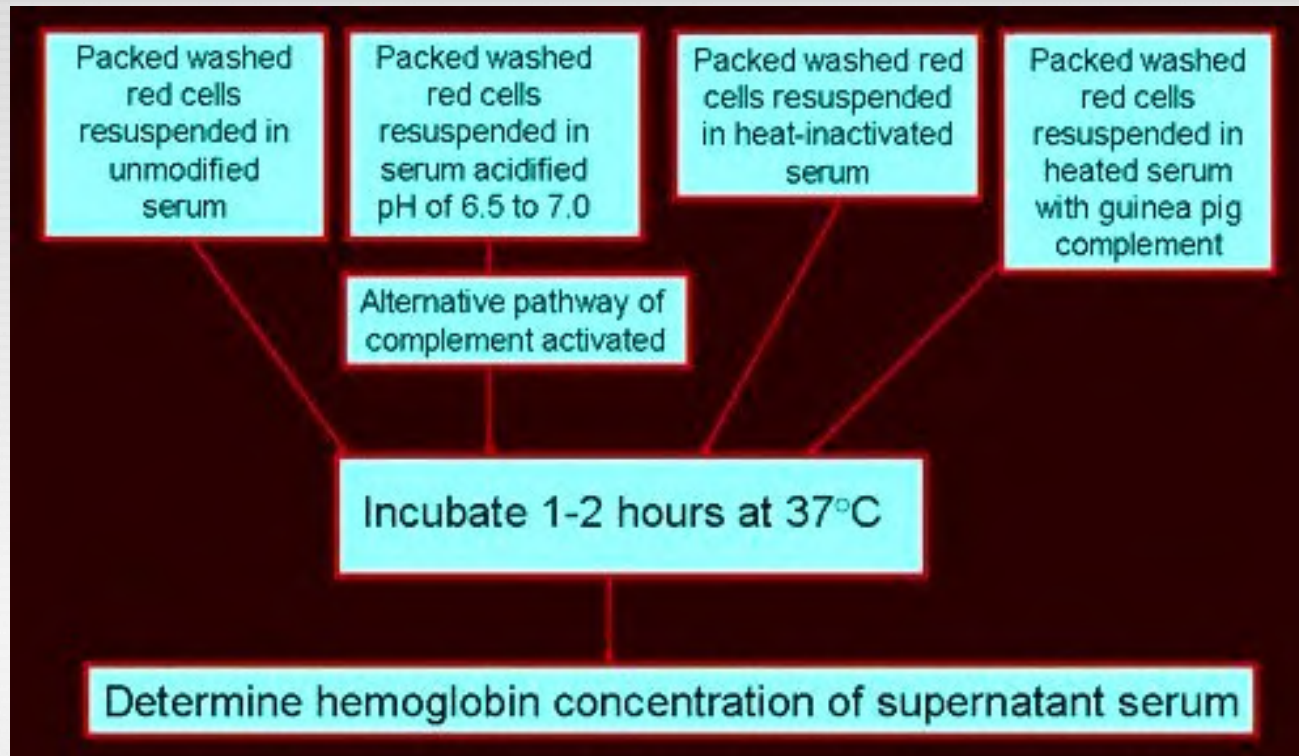 Packed washed
red cells
resuspended in
unmodified
serum
Packed washed
red cells
resuspended in
serum acidified
pH of 6.5 to 7.0
Packed washed red
cells resuspended
in heat-inactivated
serum
Packed washed
red cells
resuspended in
heated serum
with guinea pig
complement
Alternative pathway of
complement activated
Incubate 1-2 hours at 37°C
Determine hemoglobin concentration of supernatant serum